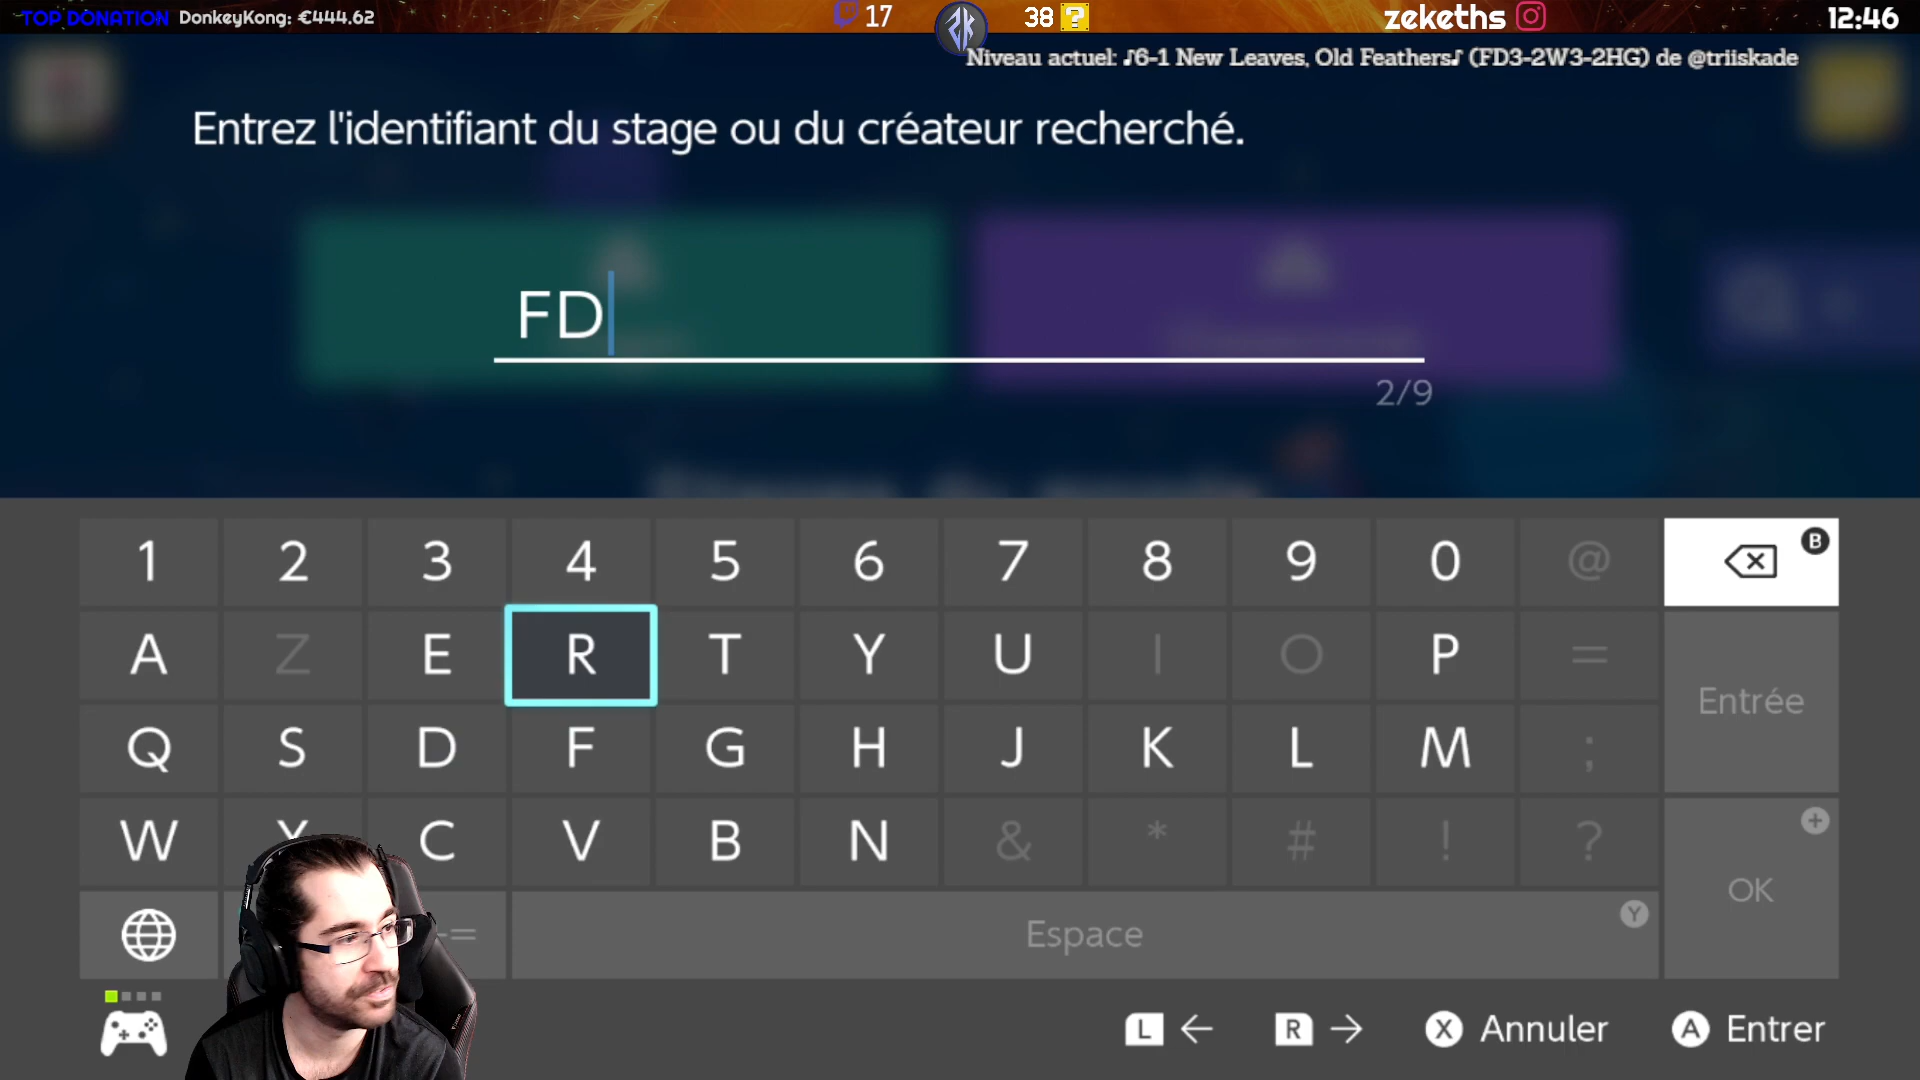 TOP DONATION DonkeyKong: €444.62
17
38 ?
zekeths
12:46
Niveau actuel: ♪6-1 New Leaves, Old Feathers♪ (FD3-2W3-2HG) de @triiskade
Entrez l'identifiant du stage ou du créateur recherché.
FD
2/9
1 2 3 4 5 6 7 8 9 0 @ B
A Z E R T Y U I O P =
Entrée
Q S D F G H J K L M ;
W X C V B N & * # ! ? +
OK
Espace Y
L ← R → X Annuler A Entrer